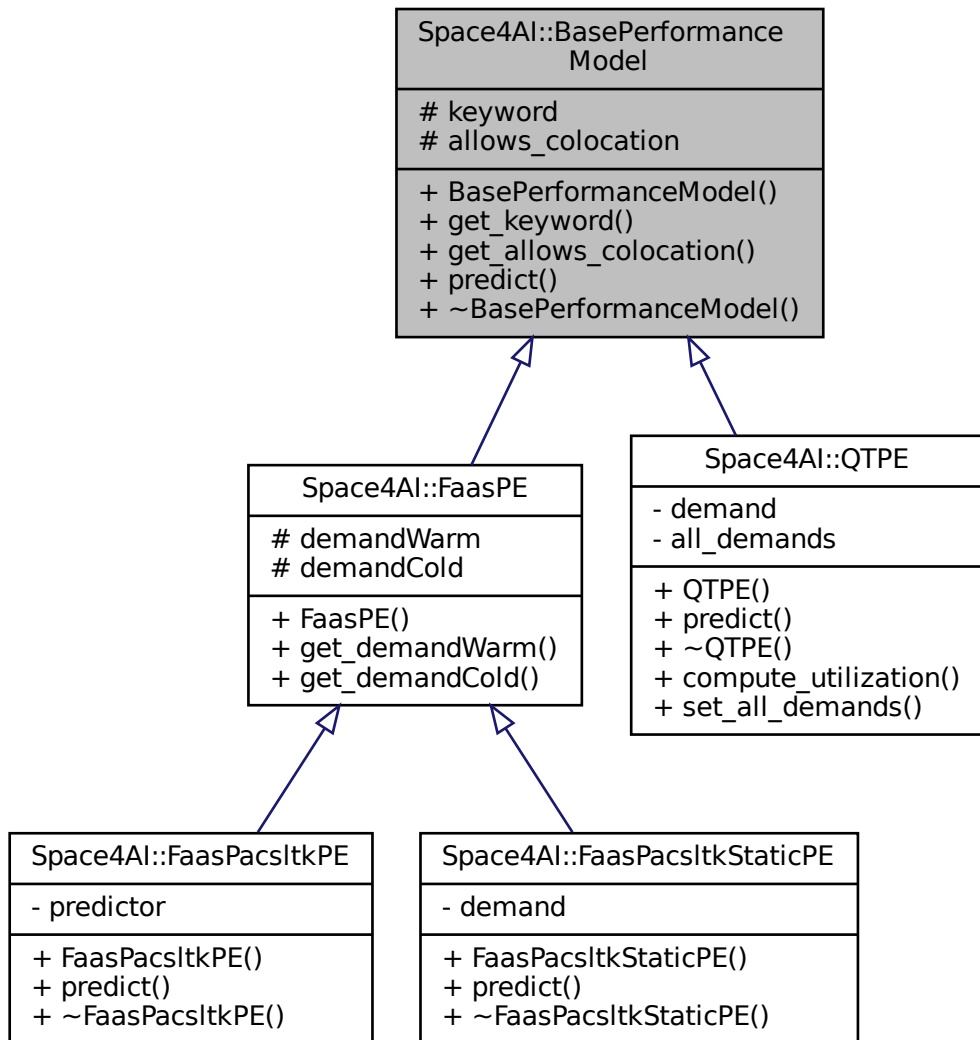 Space4AI::BasePerformance
Model
# keyword
# allows_colocation
+ BasePerformanceModel()
+ get_keyword()
+ get_allows_colocation()
+ predict()
+ ~BasePerformanceModel()
Space4AI::FaasPE
# demandWarm
# demandCold
+ FaasPE()
+ get_demandWarm()
+ get_demandCold()
Space4AI::QTPE
- demand
- all_demands
+ QTPE()
+ predict()
+ ~QTPE()
+ compute_utilization()
+ set_all_demands()
Space4AI::FaasPacsltkPE
- predictor
+ FaasPacsltkPE()
+ predict()
+ ~FaasPacsltkPE()
Space4AI::FaasPacsltkStaticPE
- demand
+ FaasPacsltkStaticPE()
+ predict()
+ ~FaasPacsltkStaticPE()